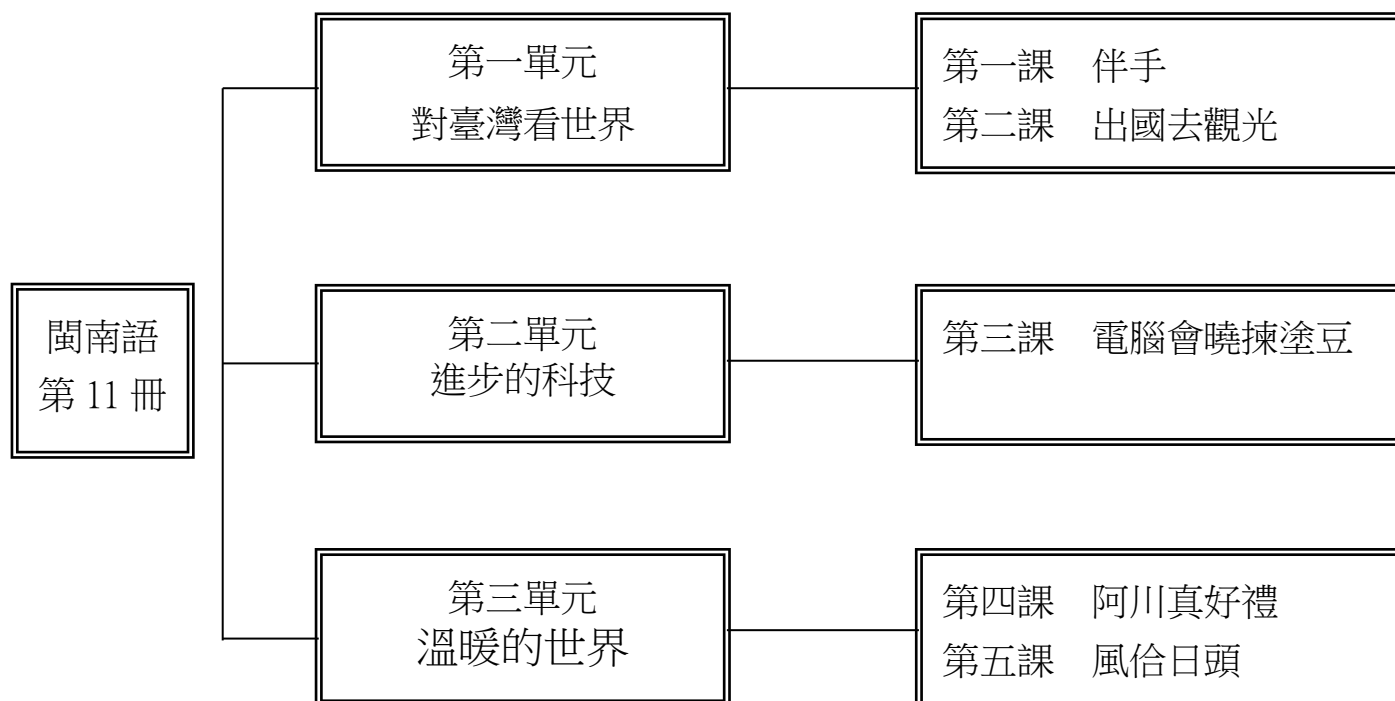 閩南語
第 11 冊
第一單元
對臺灣看世界
第一課　伴手
第二課　出國去觀光
第二單元
進步的科技
第三課　電腦會曉揀塗豆
第三單元
溫暖的世界
第四課　阿川真好禮
第五課　風佮日頭